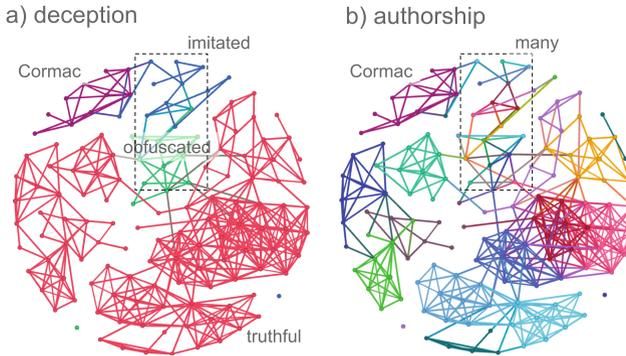 a) deception
imitated
Cormac
obfuscated
truthful
b) authorship
many
Cormac